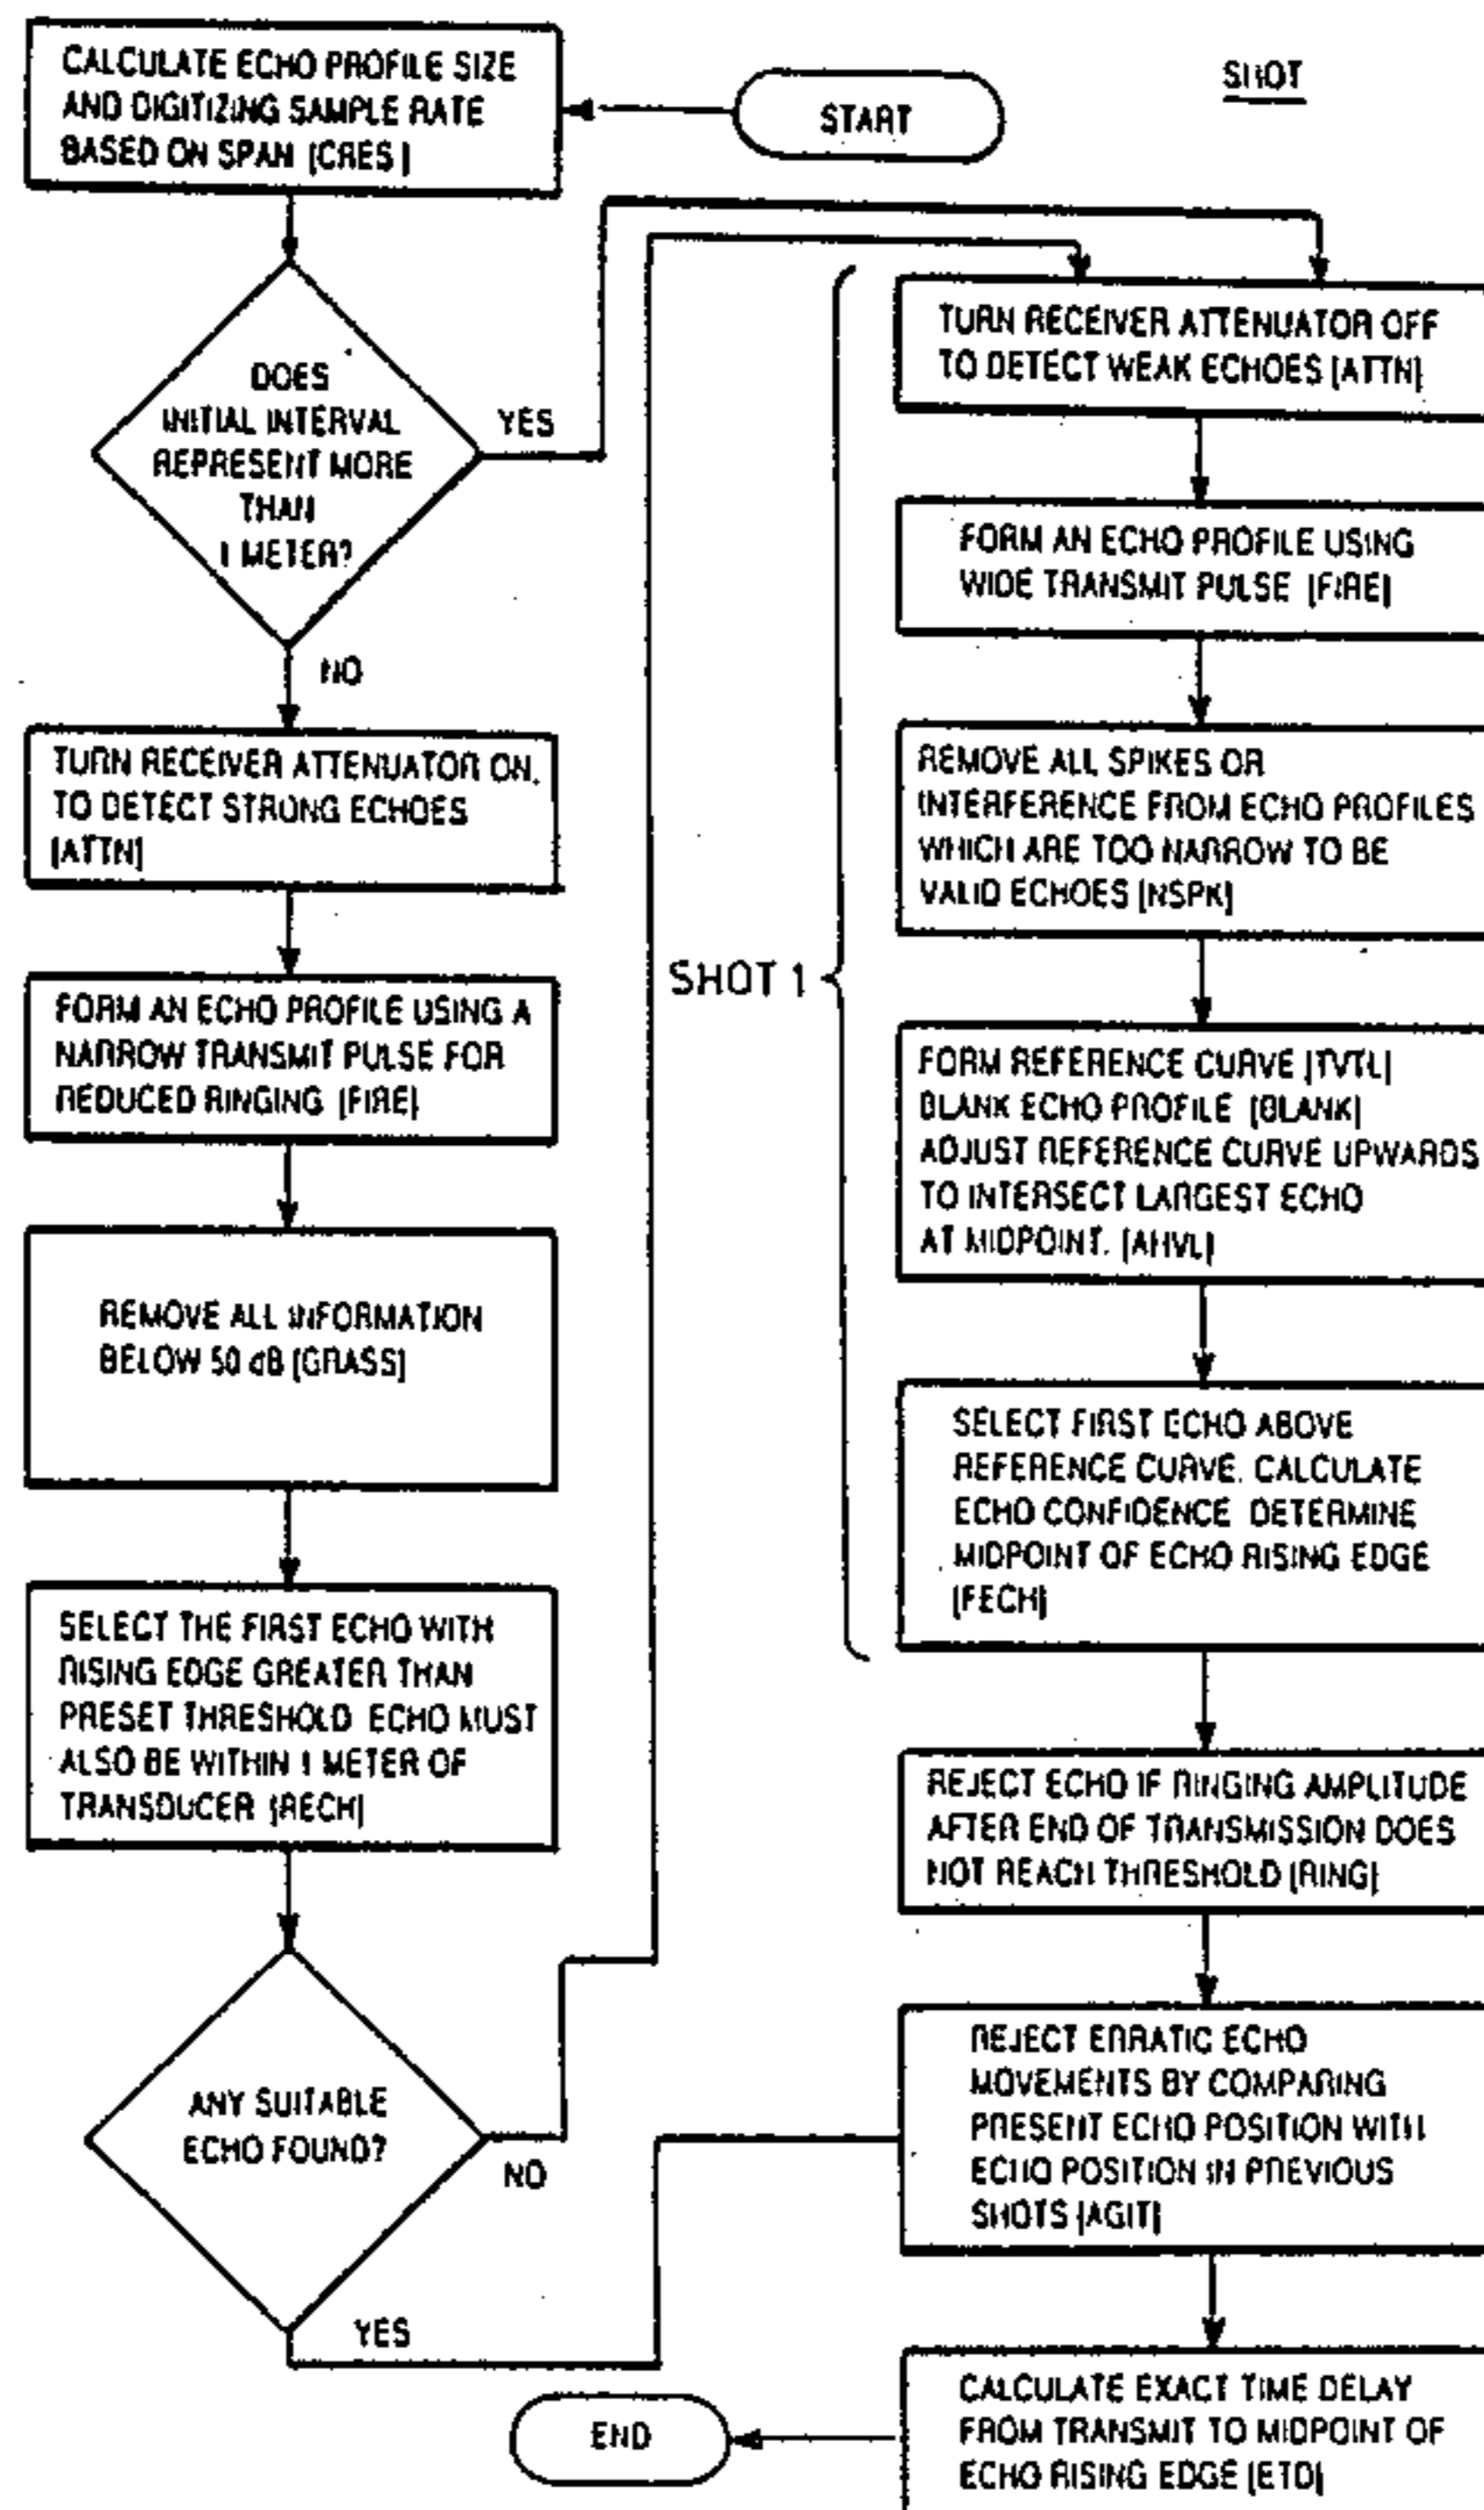 SHOT
START
CALCULATE ECHO PROFILE SIZE
AND DIGITIZING SAMPLE RATE
BASED ON SPAN [CRES]
DOES
INITIAL INTERVAL
REPRESENT MORE
THAN
1 METER?
YES
NO
TURN RECEIVER ATTENUATOR ON.
TO DETECT STRONG ECHOES
[ATTN]
FORM AN ECHO PROFILE USING A
NARROW TRANSMIT PULSE FOR
REDUCED RINGING [FIRE]
REMOVE ALL INFORMATION
BELOW 50 dB [GRASS]
SELECT THE FIRST ECHO WITH
RISING EDGE GREATER THAN
PRESET THRESHOLD ECHO MUST
ALSO BE WITHIN 1 METER OF
TRANSDUCER [RECH]
ANY SUITABLE
ECHO FOUND?
NO
YES
SHOT 1
TURN RECEIVER ATTENUATOR OFF
TO DETECT WEAK ECHOES [ATTN]
FORM AN ECHO PROFILE USING
WIDE TRANSMIT PULSE [FIRE]
REMOVE ALL SPIKES OR
INTERFERENCE FROM ECHO PROFILES
WHICH ARE TOO NARROW TO BE
VALID ECHOES [NSPK]
FORM REFERENCE CURVE [TVTL]
BLANK ECHO PROFILE [BLANK]
ADJUST REFERENCE CURVE UPWARDS
TO INTERSECT LARGEST ECHO
AT MIDPOINT. [AHVL]
SELECT FIRST ECHO ABOVE
REFERENCE CURVE. CALCULATE
ECHO CONFIDENCE DETERMINE
MIDPOINT OF ECHO RISING EDGE
[FECH]
REJECT ECHO IF RINGING AMPLITUDE
AFTER END OF TRANSMISSION DOES
NOT REACH THRESHOLD [RING]
REJECT ERRATIC ECHO
MOVEMENTS BY COMPARING
PRESENT ECHO POSITION WITH
ECHO POSITION IN PREVIOUS
SHOTS [AGIT]
CALCULATE EXACT TIME DELAY
FROM TRANSMIT TO MIDPOINT OF
ECHO RISING EDGE [ETD]
END